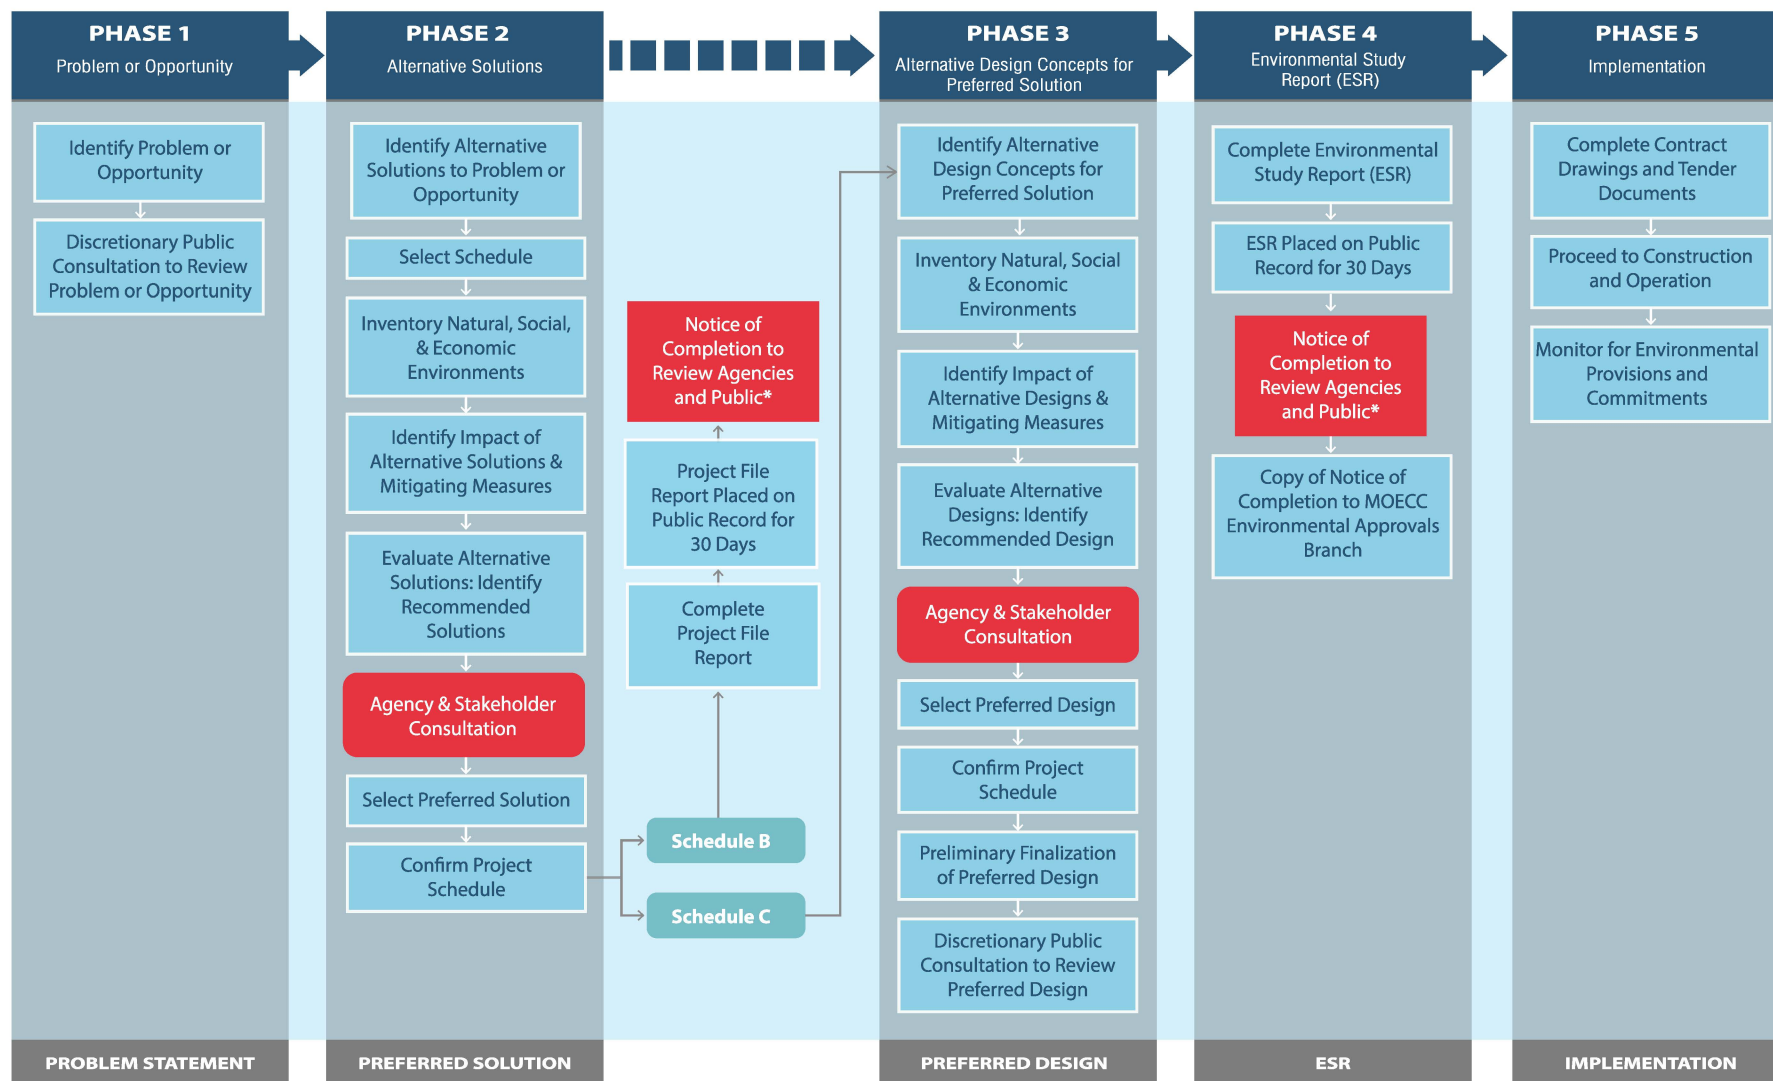 PHASE 1
Problem or Opportunity
Identify Problem or
Opportunity
Discretionary Public
Consultation to Review
Problem or Opportunity
PROBLEM STATEMENT
PHASE 2
Alternative Solutions
Identify Alternative
Solutions to Problem or
Opportunity
Select Schedule
Inventory Natural, Social,
& Economic
Environments
Identify Impact of
Alternative Solutions &
Mitigating Measures
Evaluate Alternative
Solutions: Identify
Recommended
Solutions
Agency & Stakeholder
Consultation
Select Preferred Solution
Confirm Project
Schedule
PREFERRED SOLUTION
Notice of
Completion to
Review Agencies
and Public*
Project File
Report Placed on
Public Record for
30 Days
Complete
Project File
Report
Schedule B
Schedule C
PHASE 3
Alternative Design Concepts for
Preferred Solution
Identify Alternative
Design Concepts for
Preferred Solution
Inventory Natural, Social
& Economic
Environments
Identify Impact of
Alternative Designs &
Mitigating Measures
Evaluate Alternative
Designs: Identify
Recommended Design
Agency & Stakeholder
Consultation
Select Preferred Design
Confirm Project
Schedule
Preliminary Finalization
of Preferred Design
Discretionary Public
Consultation to Review
Preferred Design
PREFERRED DESIGN
PHASE 4
Environmental Study
Report (ESR)
Complete Environmental
Study Report (ESR)
ESR Placed on Public
Record for 30 Days
Notice of
Completion to
Review Agencies
and Public*
Copy of Notice of
Completion to MOECC
Environmental Approvals
Branch
ESR
PHASE 5
Implementation
Complete Contract
Drawings and Tender
Documents
Proceed to Construction
and Operation
Monitor for Environmental
Provisions and
Commitments
IMPLEMENTATION